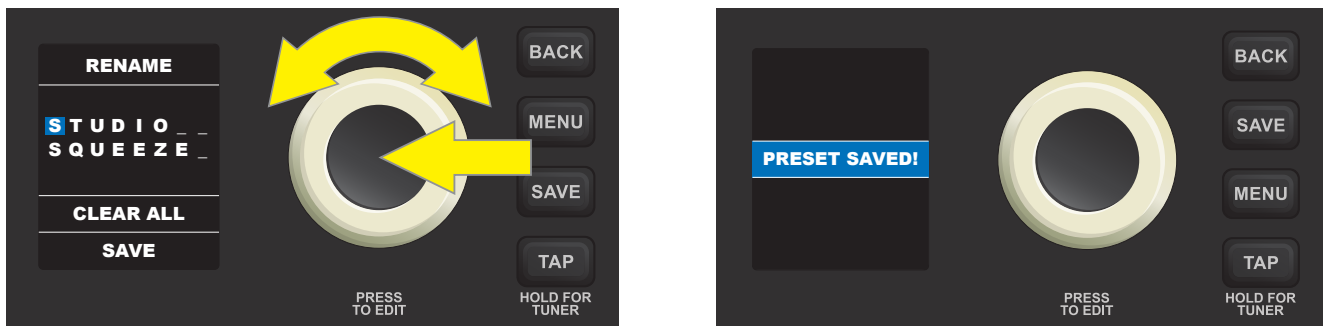 RENAME
STUDIO__
SQUEEZE_
CLEAR ALL
SAVE
BACK
MENU
SAVE
TAP
PRESS
TO EDIT
HOLD FOR
TUNER
PRESET SAVED!
BACK
SAVE
MENU
TAP
PRESS
TO EDIT
HOLD FOR
TUNER